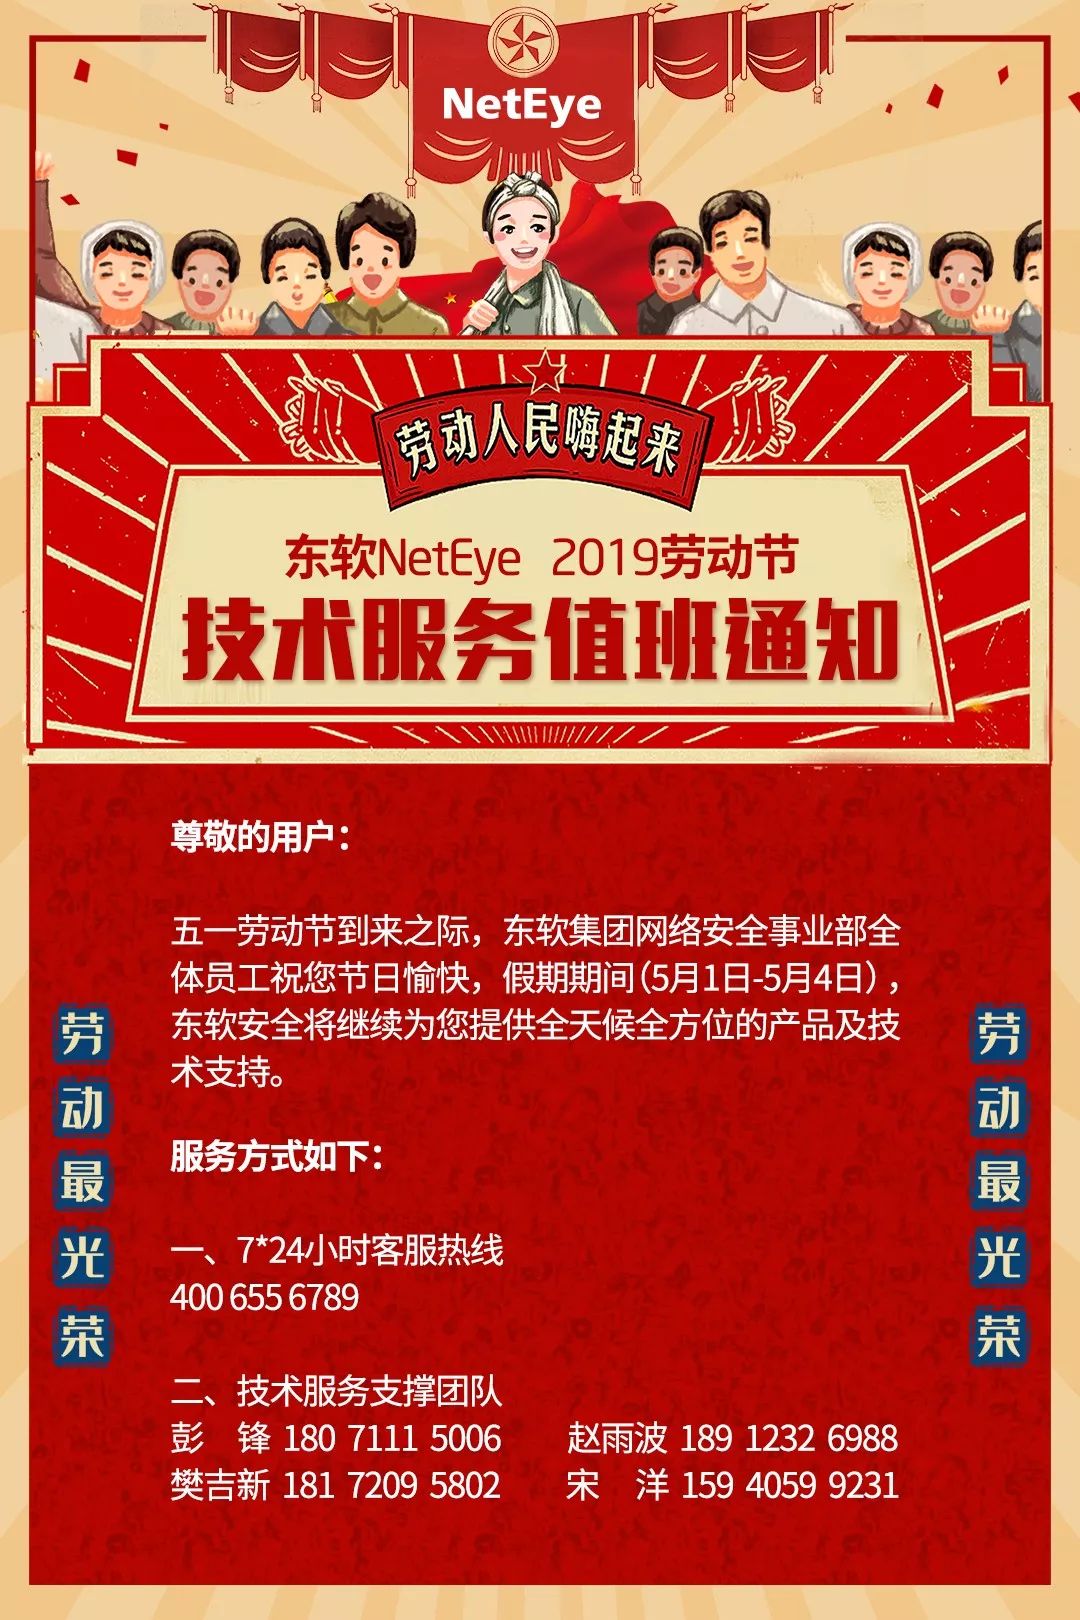 NetEye
劳动人民嗨起来
东软NetEye 2019劳动节
技术服务值班通知
尊敬的用户：
五一劳动节到来之际，东软集团网络安全事业部全
体员工祝您节日愉快，假期期间（5月1日-5月4日），
东软安全将继续为您提供全天候全方位的产品及技
术支持。
服务方式如下：
一、7*24小时客服热线
400 655 6789
二、技术服务支撑团队
彭　锋 180 7111 5006　　赵雨波 189 1232 6988
樊吉新 181 7209 5802　　宋　洋 159 4059 9231
劳动最光荣
劳动最光荣